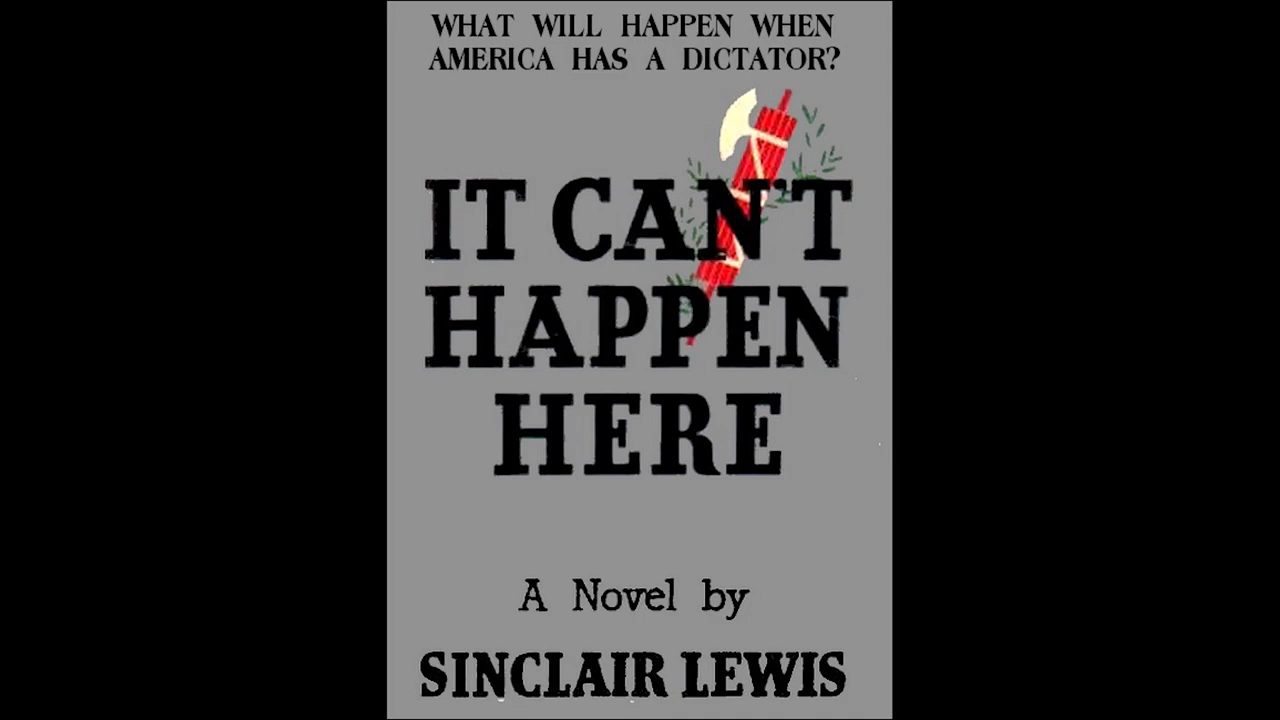 WHAT WILL HAPPEN WHEN
AMERICA HAS A DICTATOR?
IT CAN'T
HAPPEN
HERE
A Novel by
SINCLAIR LEWIS